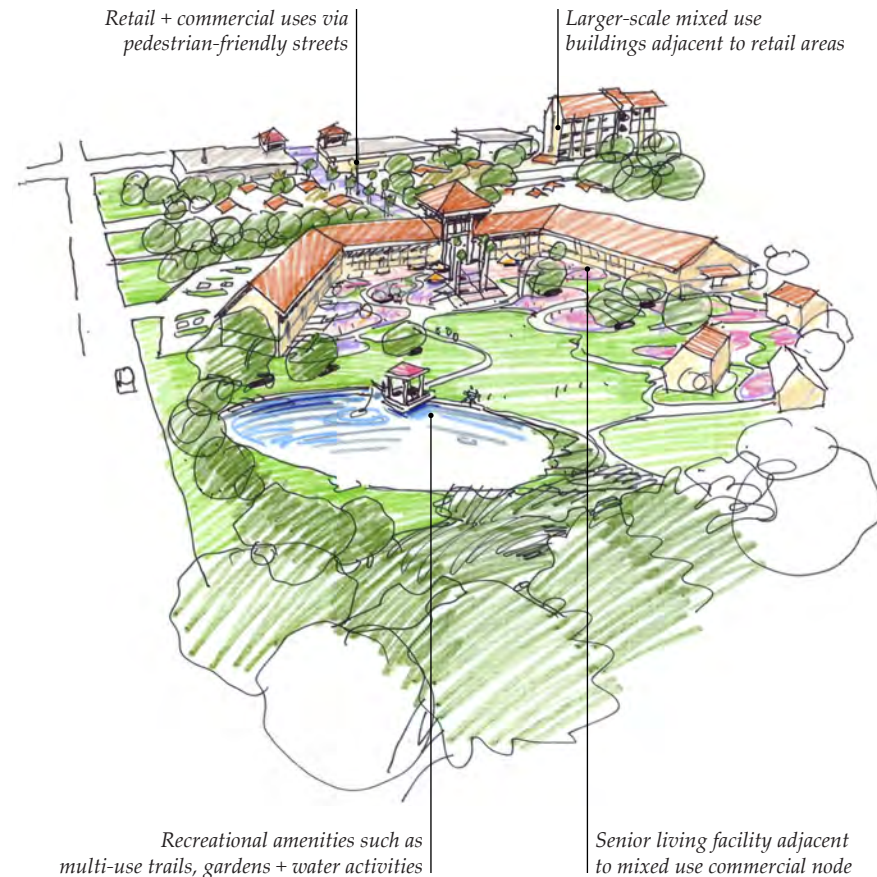 Retail + commercial uses via
pedestrian-friendly streets
Larger-scale mixed use
buildings adjacent to retail areas
Recreational amenities such as
multi-use trails, gardens + water activities
Senior living facility adjacent
to mixed use commercial node